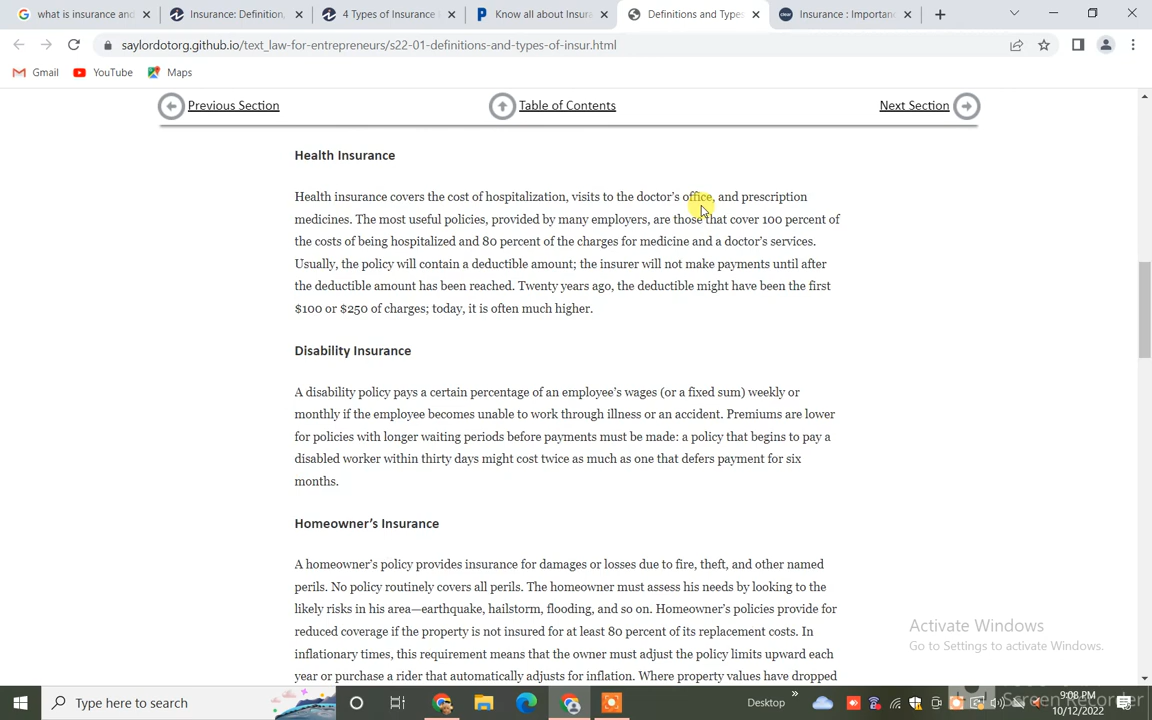 what is insurance and
Insurance: Definition,
4 Types of Insurance
Know all about Insur
Definitions and Types
Insurance : Importan
saylordotorg.github.io/text_law-for-entrepreneurs/s22-01-definitions-and-types-of-insur.html
Gmail YouTube Maps
Previous Section Table of Contents Next Section
Health Insurance
Health insurance covers the cost of hospitalization, visits to the doctor's office, and prescription
medicines. The most useful policies, provided by many employers, are those that cover 100 percent of
the costs of being hospitalized and 80 percent of the charges for medicine and a doctor's services.
Usually, the policy will contain a deductible amount; the insurer will not make payments until after
the deductible amount has been reached. Twenty years ago, the deductible might have been the first
$100 or $250 of charges; today, it is often much higher.
Disability Insurance
A disability policy pays a certain percentage of an employee's wages (or a fixed sum) weekly or
monthly if the employee becomes unable to work through illness or an accident. Premiums are lower
for policies with longer waiting periods before payments must be made: a policy that begins to pay a
disabled worker within thirty days might cost twice as much as one that defers payment for six
months.
Homeowner's Insurance
A homeowner's policy provides insurance for damages or losses due to fire, theft, and other named
perils. No policy routinely covers all perils. The homeowner must assess his needs by looking to the
likely risks in his area—earthquake, hailstorm, flooding, and so on. Homeowner's policies provide for
reduced coverage if the property is not insured for at least 80 percent of its replacement costs. In
inflationary times, this requirement means that the owner must adjust the policy limits upward each
year or purchase a rider that automatically adjusts for inflation. Where property values have dropped
Activate Windows
Go to Settings to activate Windows.
Type here to search
Desktop
9:08 PM
10/12/2022
Screen Recorder